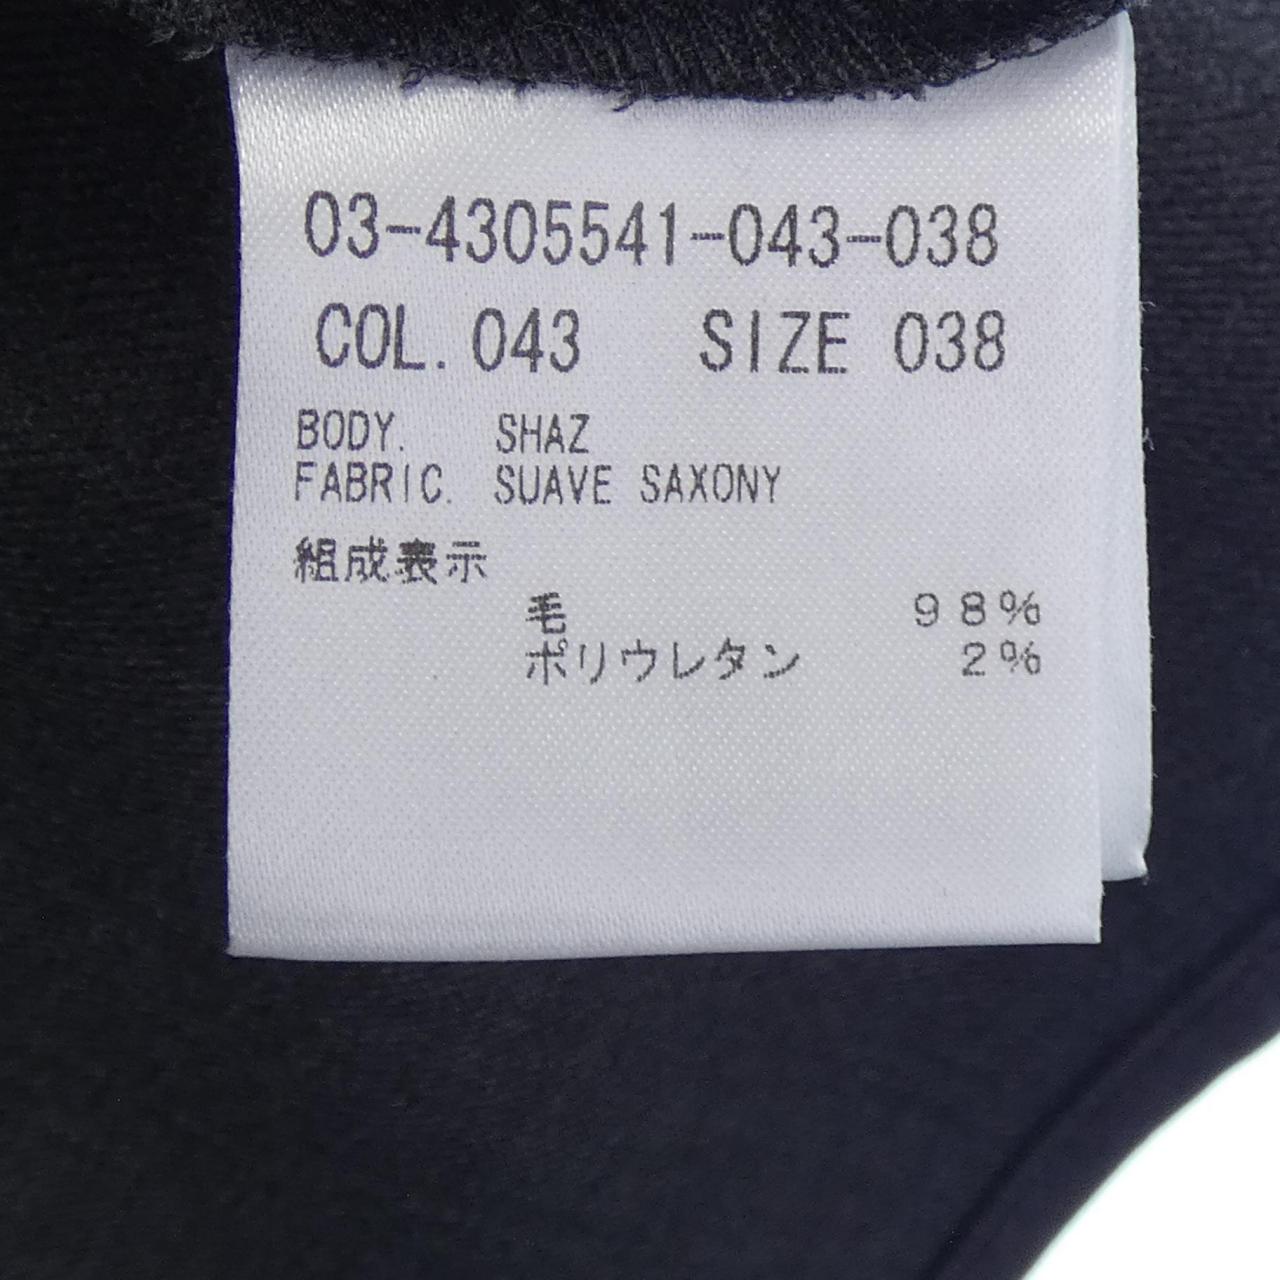 03-4305541-043-038
COL. 043 SIZE 038
BODY. SHAZ
FABRIC. SUAVE SAXONY
組成表示
毛 98%
ポリウレタン 2%